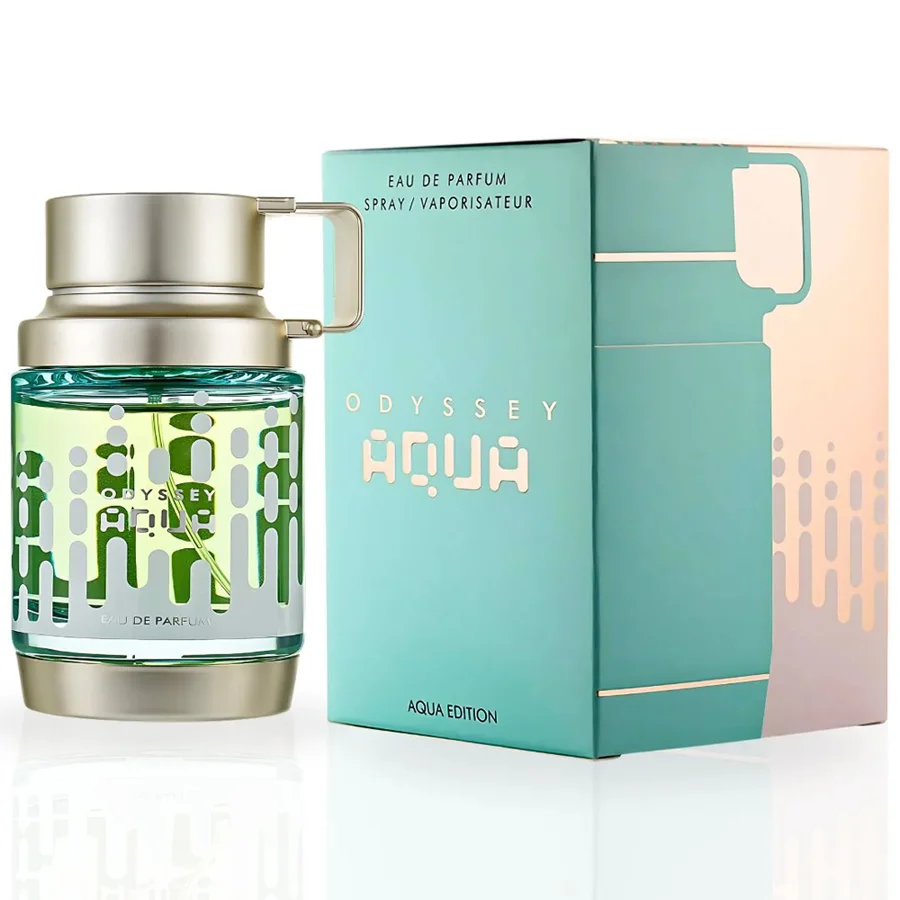 ODYSSEY
AQUA
EAU DE PARFUM
EAU DE PARFUM
SPRAY / VAPORISATEUR
ODYSSEY
AQUA
AQUA EDITION